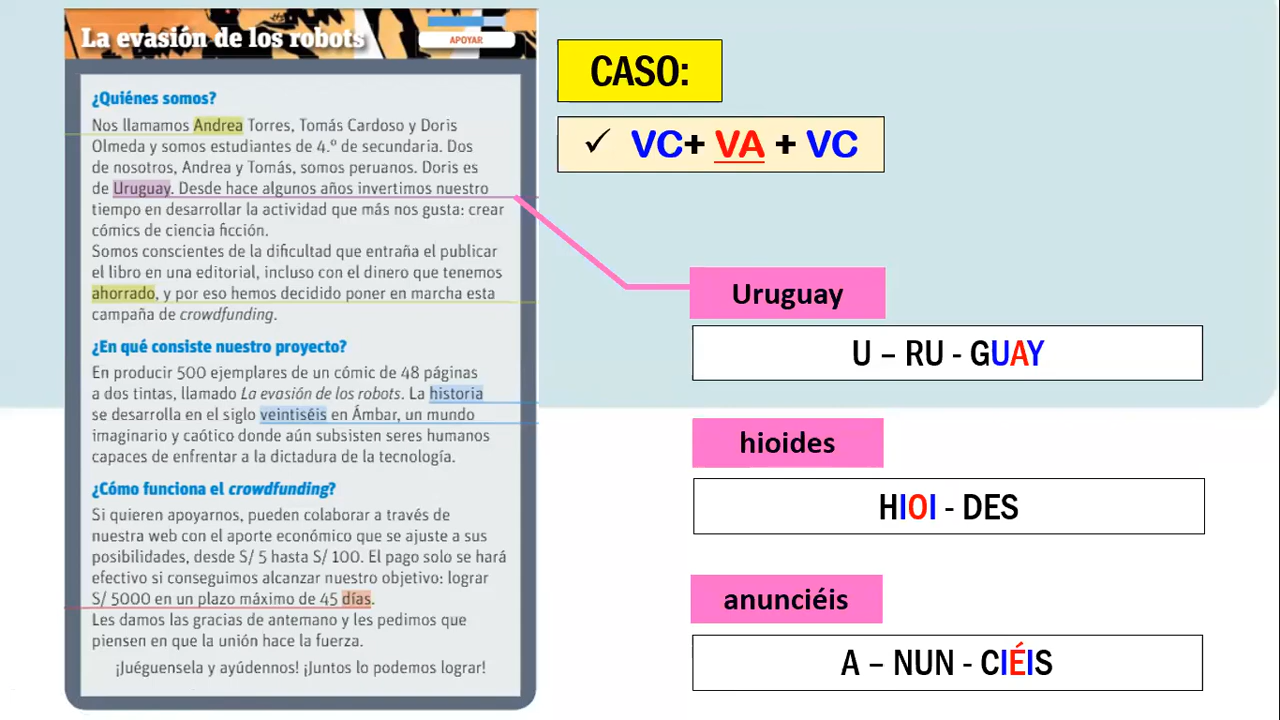 La evasión de los robots
APOYAR
¿Quiénes somos?
Nos llamamos Andrea Torres, Tomás Cardoso y Doris
Olmeda y somos estudiantes de 4.º de secundaria. Dos
de nosotros, Andrea y Tomás, somos peruanos. Doris es
de Uruguay. Desde hace algunos años invertimos nuestro
tiempo en desarrollar la actividad que más nos gusta: crear
cómics de ciencia ficción.
Somos conscientes de la dificultad que entraña el publicar
el libro en una editorial, incluso con el dinero que tenemos
ahorrado, y por eso hemos decidido poner en marcha esta
campaña de crowdfunding.
¿En qué consiste nuestro proyecto?
En producir 500 ejemplares de un cómic de 48 páginas
a dos tintas, llamado La evasión de los robots. La historia
se desarrolla en el siglo veintiséis en Ámbar, un mundo
imaginario y caótico donde aún subsisten seres humanos
capaces de enfrentar a la dictadura de la tecnología.
¿Cómo funciona el crowdfunding?
Si quieren apoyarnos, pueden colaborar a través de
nuestra web con el aporte económico que se ajuste a sus
posibilidades, desde S/ 5 hasta S/ 100. El pago solo se hará
efectivo si conseguimos alcanzar nuestro objetivo: lograr
S/ 5000 en un plazo máximo de 45 días.
Les damos las gracias de antemano y les pedimos que
piensen en que la unión hace la fuerza.
¡Juéguensela y ayúdennos! ¡Juntos lo podemos lograr!
CASO:
✓ VC+ VA + VC
Uruguay
U – RU - GUAY
hioides
HIOI - DES
anunciéis
A – NUN - CIÉIS